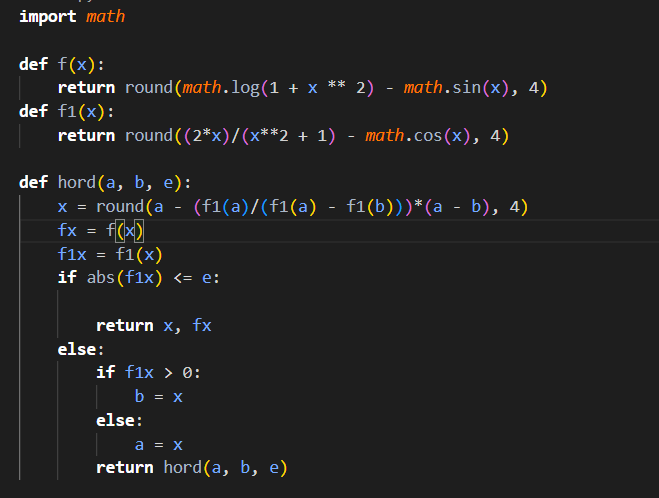 import math
def f(x):
    return round(math.log(1 + x ** 2) - math.sin(x), 4)
def f1(x):
    return round((2*x)/(x**2 + 1) - math.cos(x), 4)
def hord(a, b, e):
    x = round(a - (f1(a)/(f1(a) - f1(b)))*(a - b), 4)
    fx = f(x)
    f1x = f1(x)
    if abs(f1x) <= e:
        return x, fx
    else:
        if f1x > 0:
            b = x
        else:
            a = x
        return hord(a, b, e)